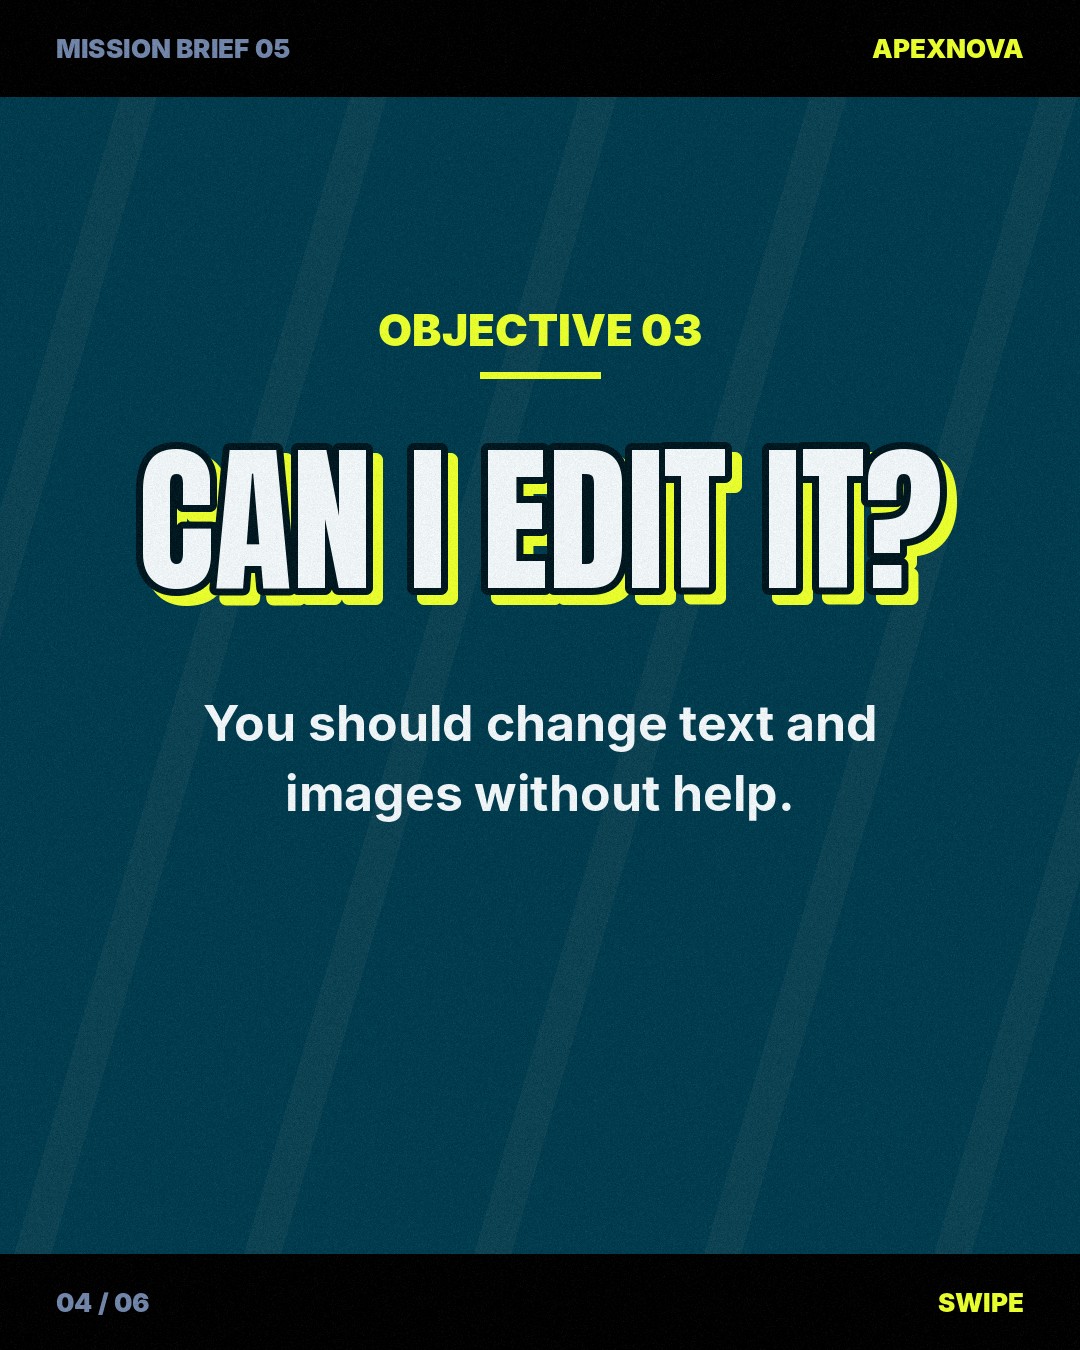 MISSION BRIEF 05
APEXNOVA
OBJECTIVE 03
CAN I EDIT IT?
You should change text and
images without help.
04 / 06
SWIPE